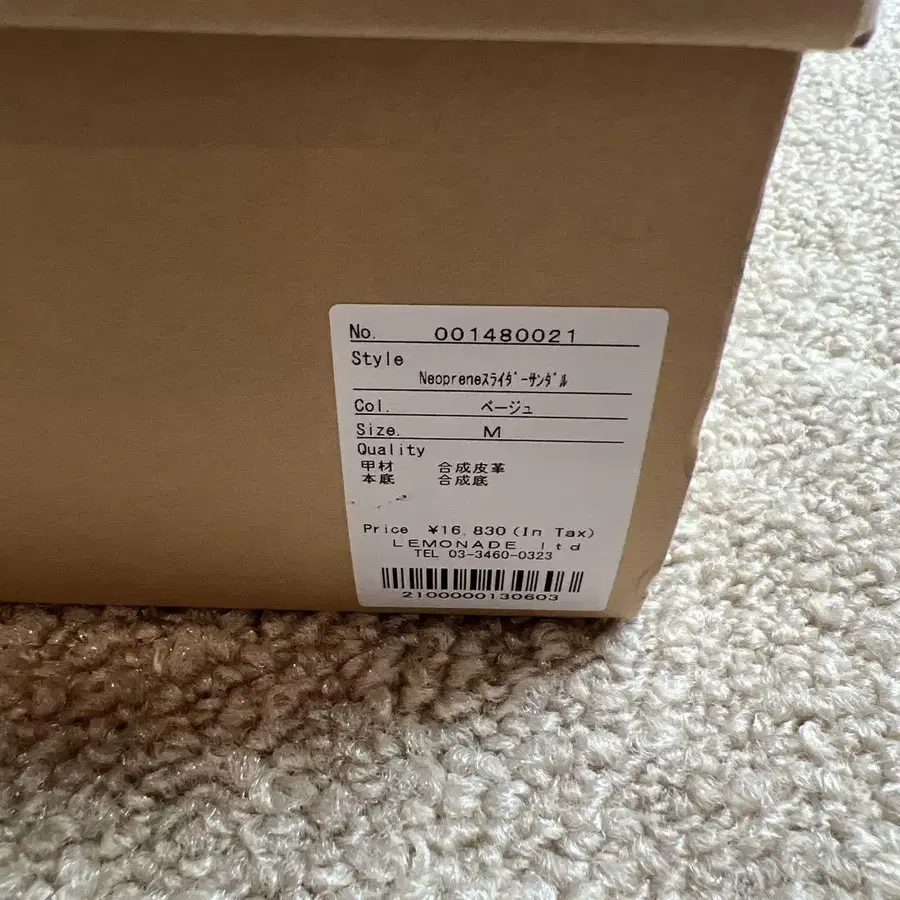 No. 001480021
Style
Neopreneｽﾗｲﾀﾞｰｻﾝﾀﾞﾙ
Col. ベージュ
Size. M
Quality
甲材 合成皮革
本底 合成底
Price ¥16,830(In Tax)
LEMONADE ltd
TEL 03-3460-0323
2100000130603